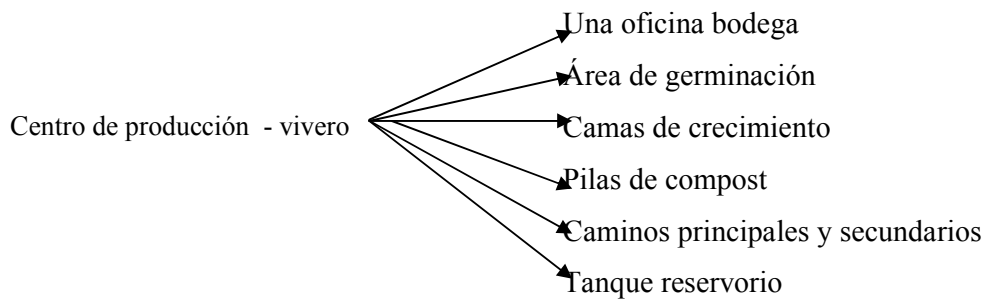 Una oficina bodega
Área de germinación
Centro de producción - vivero
Camas de crecimiento
Pilas de compost
Caminos principales y secundarios
Tanque reservorio